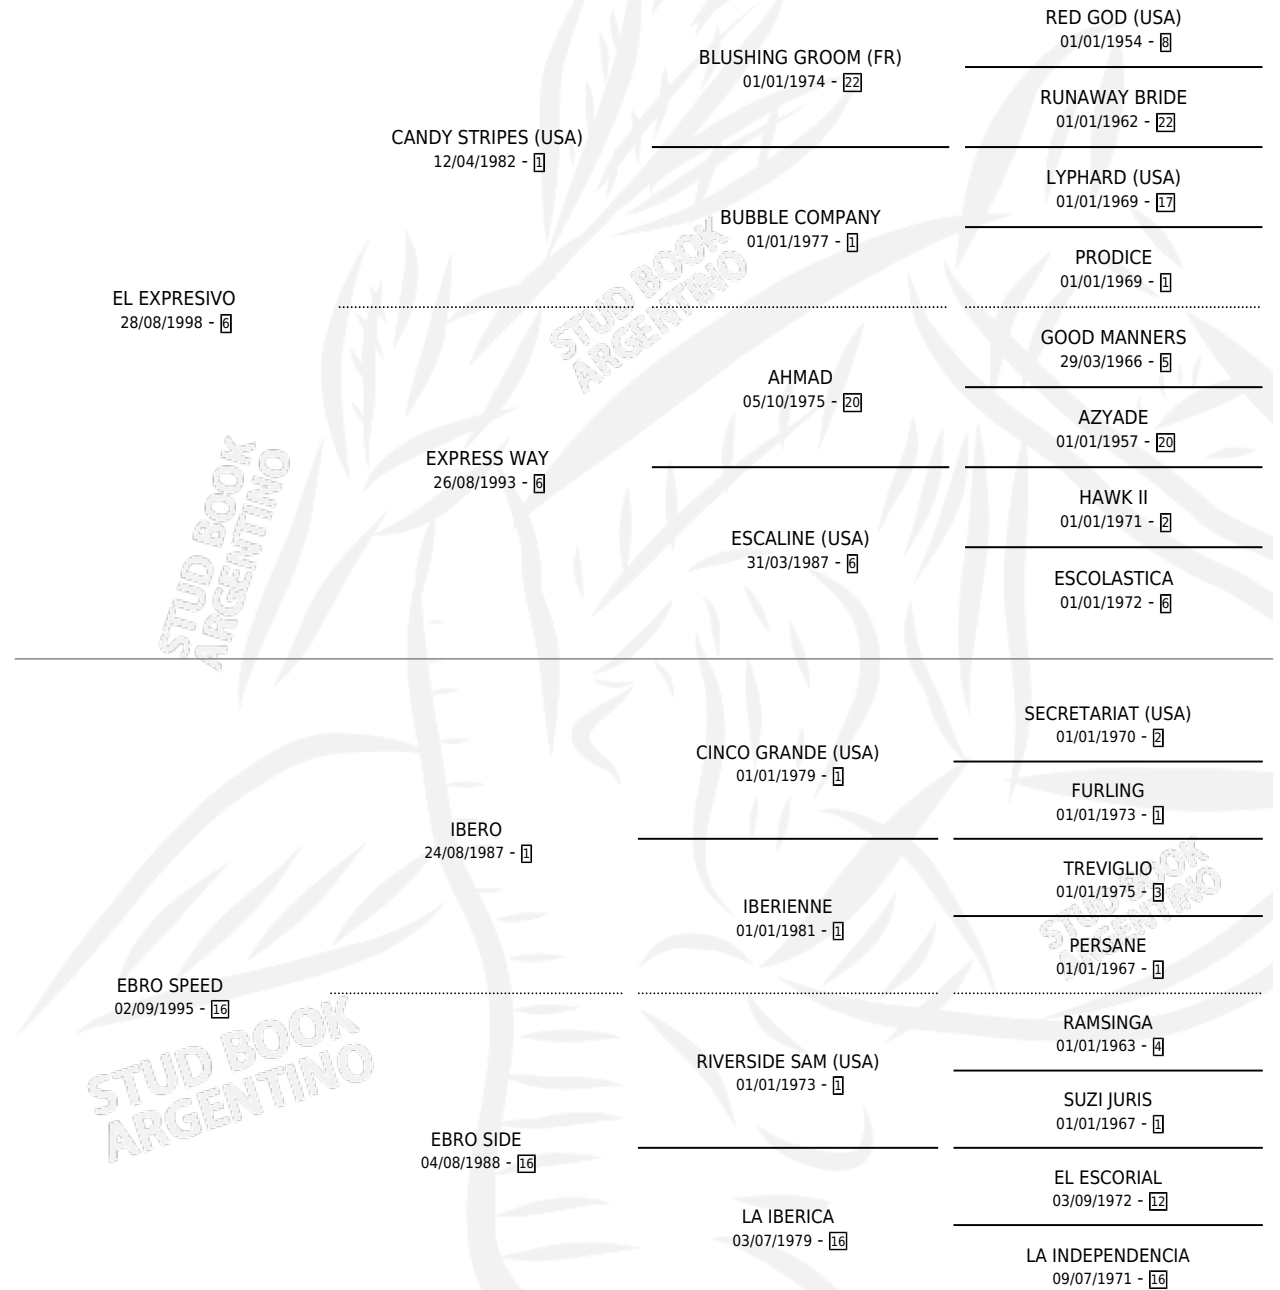 RED GOD (USA)
01/01/1954 - 8
BLUSHING GROOM (FR)
01/01/1974 - 22
RUNAWAY BRIDE
01/01/1962 - 22
CANDY STRIPES (USA)
12/04/1982 - 1
LYPHARD (USA)
01/01/1969 - 17
BUBBLE COMPANY
01/01/1977 - 1
PRODICE
01/01/1969 - 1
EL EXPRESIVO
28/08/1998 - 6
STUD BOOK
ARGENTINO
GOOD MANNERS
29/03/1966 - 5
AHMAD
05/10/1975 - 20
AZYADE
01/01/1957 - 20
EXPRESS WAY
26/08/1993 - 6
HAWK II
01/01/1971 - 2
ESCALINE (USA)
31/03/1987 - 6
ESCOLASTICA
01/01/1972 - 6
STUD BOOK
ARGENTINO
SECRETARIAT (USA)
01/01/1970 - 2
CINCO GRANDE (USA)
01/01/1979 - 1
FURLING
01/01/1973 - 1
IBERO
24/08/1987 - 1
TREVIGLIO
01/01/1975 - 3
IBERIENNE
01/01/1981 - 1
STUD BOOK
ARGENTINO
PERSANE
01/01/1967 - 1
EBRO SPEED
02/09/1995 - 16
STUD BOOK
ARGENTINO
RAMSINGA
01/01/1963 - 4
RIVERSIDE SAM (USA)
01/01/1973 - 1
SUZI JURIS
01/01/1967 - 1
EBRO SIDE
04/08/1988 - 16
EL ESCORIAL
03/09/1972 - 12
LA IBERICA
03/07/1979 - 16
LA INDEPENDENCIA
09/07/1971 - 16